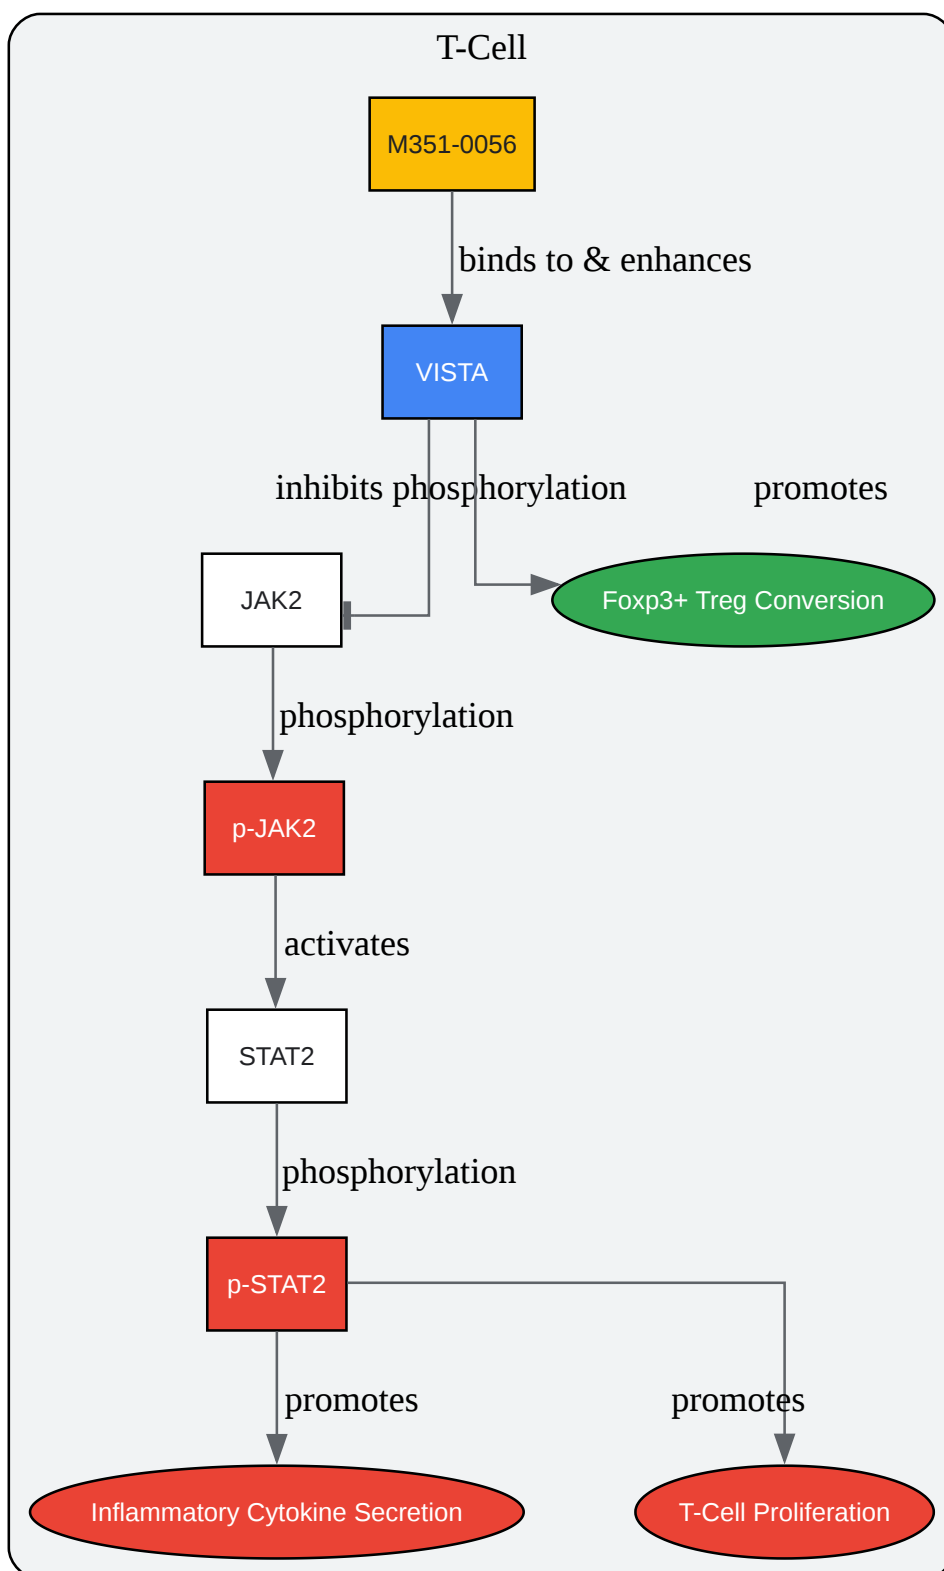 T-Cell
M351-0056
binds to & enhances
VISTA
inhibits phosphorylation
promotes
JAK2
Foxp3+ Treg Conversion
phosphorylation
p-JAK2
activates
STAT2
phosphorylation
p-STAT2
promotes
promotes
Inflammatory Cytokine Secretion
T-Cell Proliferation